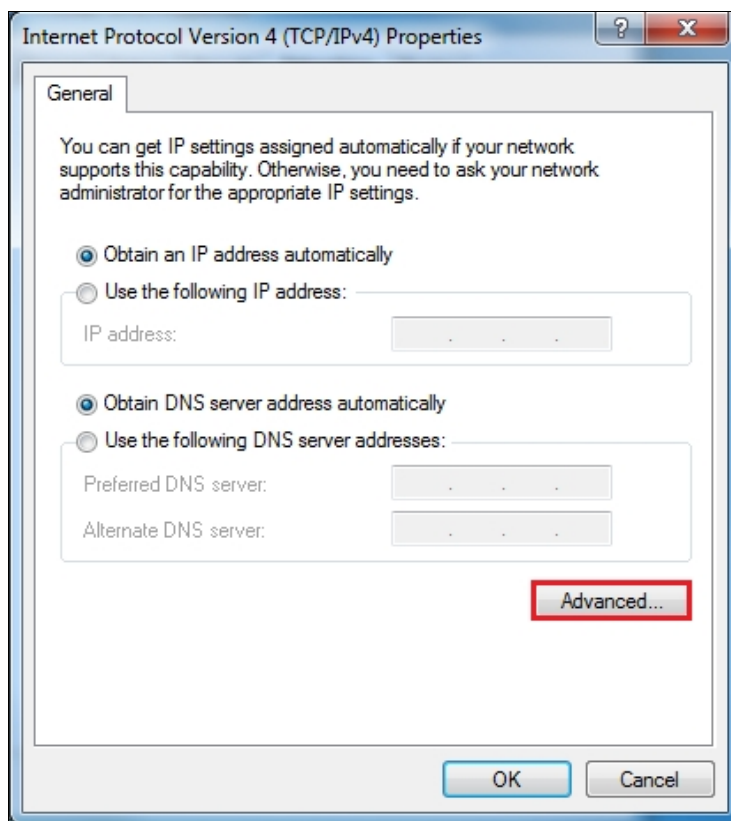 Internet Protocol Version 4 (TCP/IPv4) Properties
General
You can get IP settings assigned automatically if your network
supports this capability. Otherwise, you need to ask your network
administrator for the appropriate IP settings.
Obtain an IP address automatically
Use the following IP address:
IP address:
Obtain DNS server address automatically
Use the following DNS server addresses:
Preferred DNS server:
Alternate DNS server:
Advanced...
OK Cancel